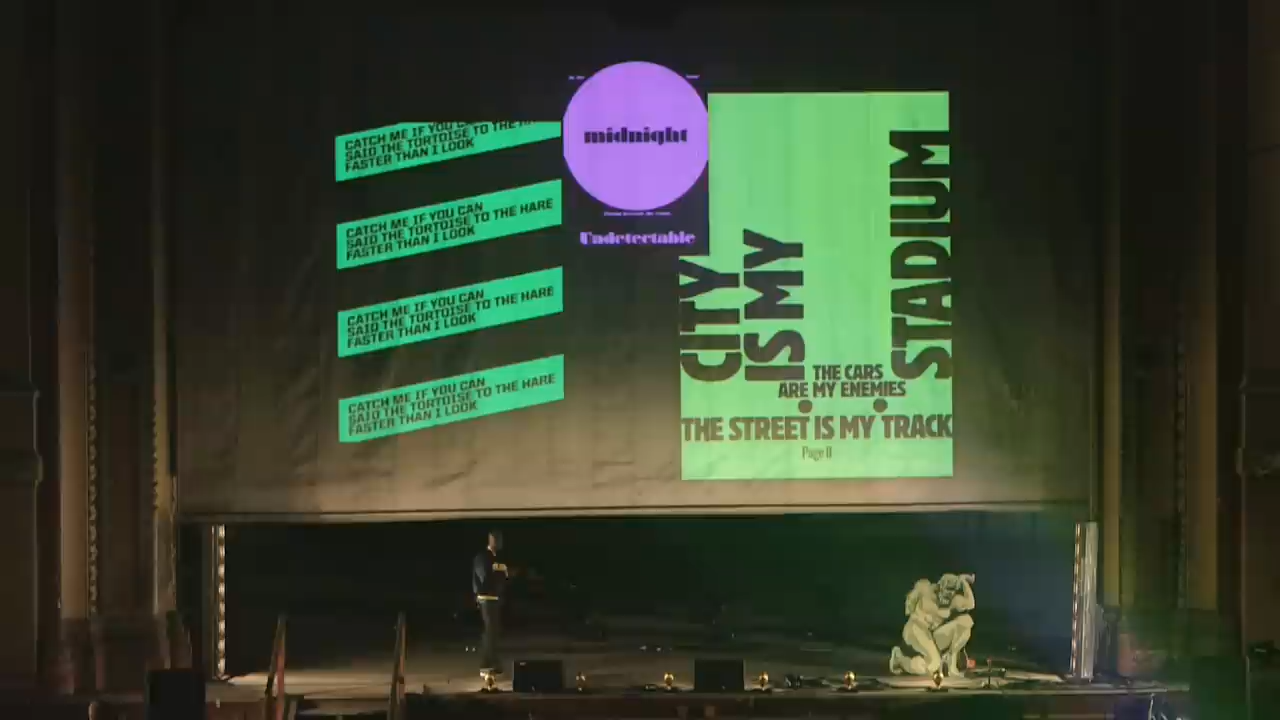 CATCH ME IF YOU CAN
SAID THE TORTOISE TO THE HARE
FASTER THAN I LOOK
CATCH ME IF YOU CAN
SAID THE TORTOISE TO THE HARE
FASTER THAN I LOOK
CATCH ME IF YOU CAN
SAID THE TORTOISE TO THE HARE
FASTER THAN I LOOK
CATCH ME IF YOU CAN
SAID THE TORTOISE TO THE HARE
FASTER THAN I LOOK
midnight
Undetectable
CITY
IS MY
STADIUM
THE CARS
ARE MY ENEMIES
THE STREET IS MY TRACK
Page II